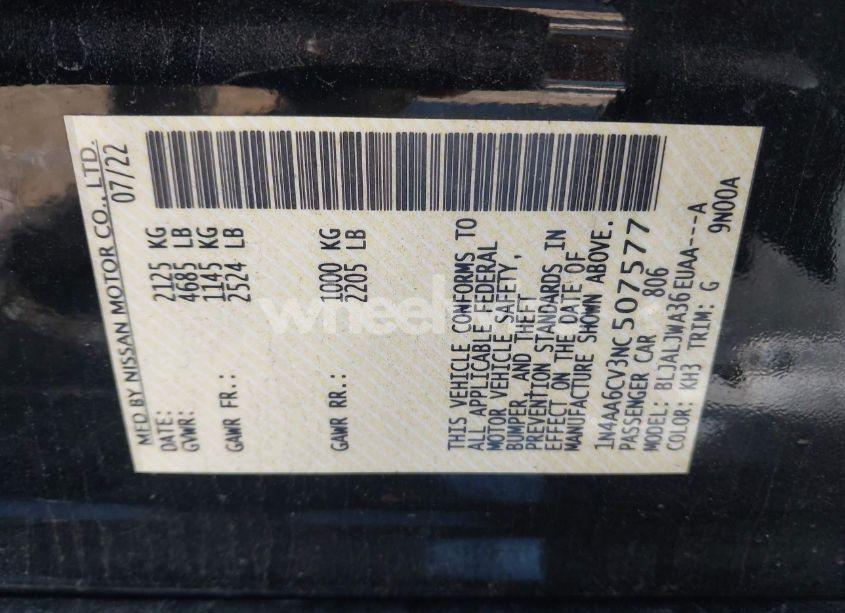 MFD BY NISSAN MOTOR CO., LTD.
DATE: 07/22
GVWR: 2125 KG
4685 LB
GAWR FR.: 1145 KG
2524 LB
GAWR RR.: 1000 KG
2205 LB
THIS VEHICLE CONFORMS TO
ALL APPLICABLE FEDERAL
MOTOR VEHICLE SAFETY,
BUMPER, AND THEFT
PREVENTION STANDARDS IN
EFFECT ON THE DATE OF
MANUFACTURE SHOWN ABOVE.
1N4AA6CV3NC507577
PASSENGER CAR 806
MODEL: BLJALJWA36EUAA---A
COLOR: KH3 TRIM: G 9N00A